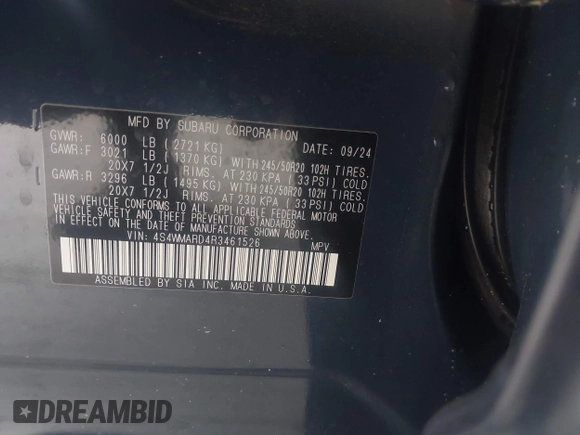 MFD BY SUBARU CORPORATION
GVWR: 6000 LB ( 2721 KG) DATE: 09/24
GAWR:F 3021 LB ( 1370 KG) WITH 245/50R20 102H TIRES,
20X7 1/2J RIMS, AT 230 KPA ( 33 PSI) COLD
GAWR:R 3296 LB ( 1495 KG) WITH 245/50R20 102H TIRES,
20X7 1/2J RIMS, AT 230 KPA ( 33 PSI) COLD
THIS VEHICLE CONFORMS TO ALL APPLICABLE FEDERAL MOTOR
VEHICLE SAFETY AND THEFT PREVENTION STANDARDS
IN EFFECT ON THE DATE OF MANUFACTURE SHOWN ABOVE.
VIN: 4S4WMARD4R3461526 MPV
ASSEMBLED BY SIA INC. MADE IN U.S.A.
DREAMBID